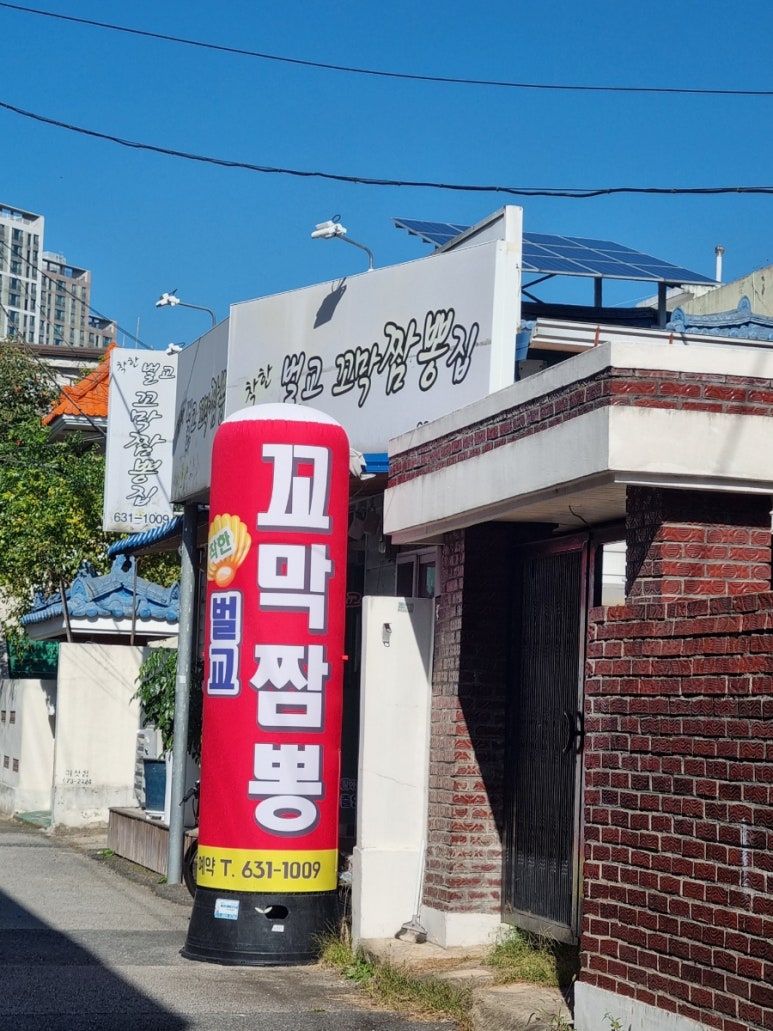 착한 벌교 꼬막짬뽕집
착한 벌교
꼬막짬뽕집
631-1009
착한
벌교
꼬막짬뽕
예약 T. 631-1009